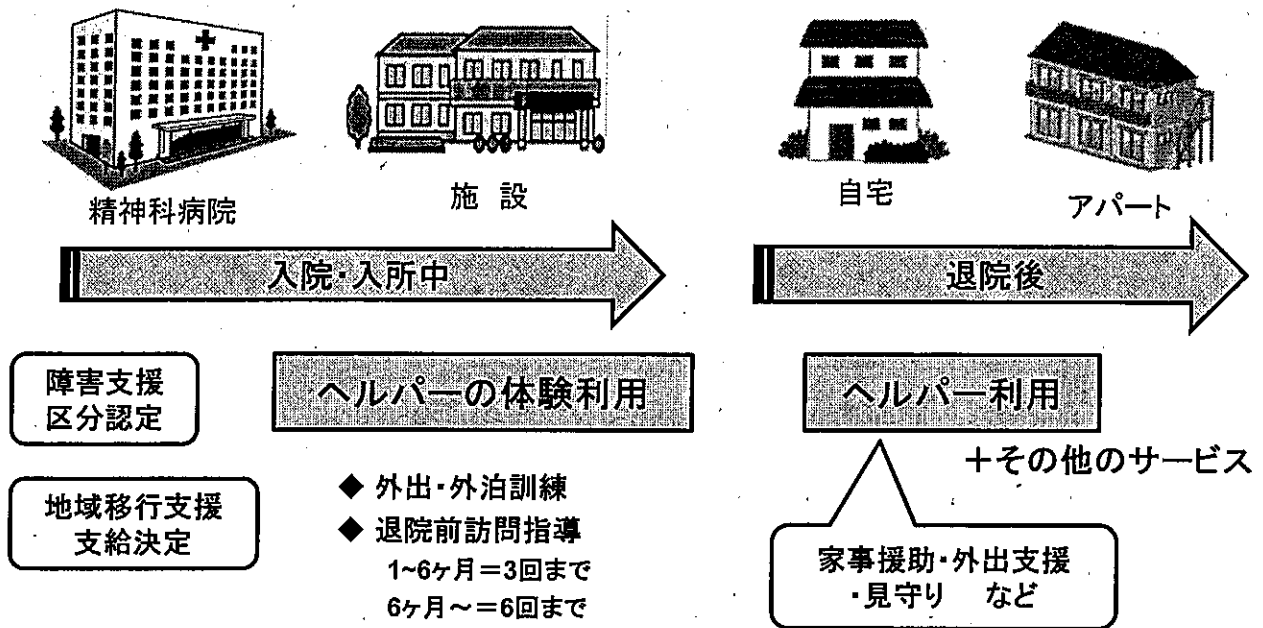 精神科病院
施 設
自宅
アパート
入院・入所中
退院後
障害支援
区分認定
ヘルパーの体験利用
ヘルパー利用
＋その他のサービス
地域移行支援
支給決定
◆ 外出・外泊訓練
◆ 退院前訪問指導
1~6ヶ月＝3回まで
6ヶ月～＝6回まで
家事援助・外出支援
・見守り　など